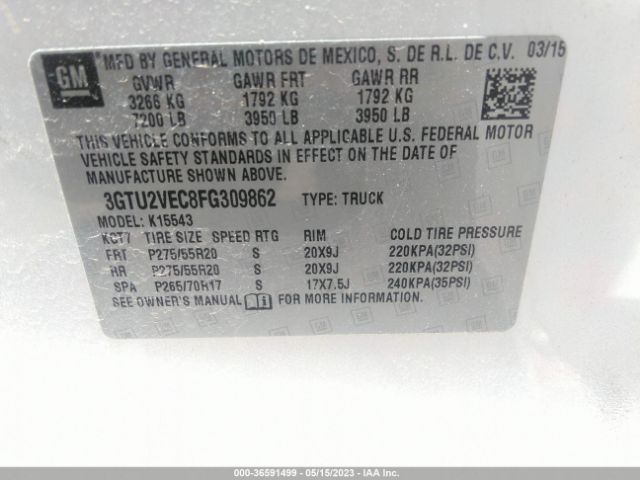 GM
MFD BY GENERAL MOTORS DE MEXICO, S. DE R.L. DE C.V. 03/15
GVWR GAWR FRT GAWR RR
3266 KG 1792 KG 1792 KG
7200 LB 3950 LB 3950 LB
THIS VEHICLE CONFORMS TO ALL APPLICABLE U.S. FEDERAL MOTOR
VEHICLE SAFETY STANDARDS IN EFFECT ON THE DATE OF
MANUFACTURE SHOWN ABOVE.
3GTU2VEC8FG309862 TYPE: TRUCK
MODEL: K15543
KCT7 TIRE SIZE SPEED RTG RIM COLD TIRE PRESSURE
FRT P275/55R20 S 20X9J 220KPA(32PSI)
RR P275/55R20 S 20X9J 220KPA(32PSI)
SPA P265/70R17 S 17X7.5J 240KPA(35PSI)
SEE OWNER'S MANUAL FOR MORE INFORMATION.
000-36591499 - 05/15/2023 - IAAI.com